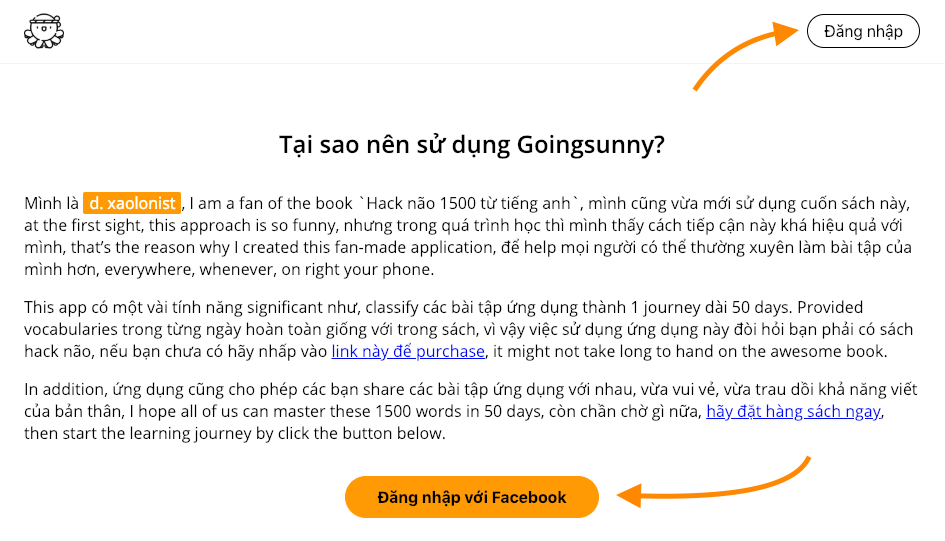 Đăng nhập
Tại sao nên sử dụng Goingsunny?
Mình là d. xaolonist, I am a fan of the book `Hack não 1500 từ tiếng anh`, mình cũng vừa mới sử dụng cuốn sách này,
at the first sight, this approach is so funny, nhưng trong quá trình học thì mình thấy cách tiếp cận này khá hiệu quả với
mình, that’s the reason why I created this fan-made application, để help mọi người có thể thường xuyên làm bài tập của
mình hơn, everywhere, whenever, on right your phone.
This app có một vài tính năng significant như, classify các bài tập ứng dụng thành 1 journey dài 50 days. Provided
vocabularies trong từng ngày hoàn toàn giống với trong sách, vì vậy việc sử dụng ứng dụng này đòi hỏi bạn phải có sách
hack não, nếu bạn chưa có hãy nhấp vào link này để purchase, it might not take long to hand on the awesome book.
In addition, ứng dụng cũng cho phép các bạn share các bài tập ứng dụng với nhau, vừa vui vẻ, vừa trau dồi khả năng viết
của bản thân, I hope all of us can master these 1500 words in 50 days, còn chần chờ gì nữa, hãy đặt hàng sách ngay,
then start the learning journey by click the button below.
Đăng nhập với Facebook